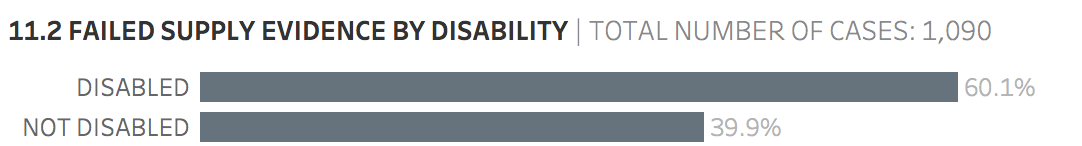 11.2 FAILED SUPPLY EVIDENCE BY DISABILITY | TOTAL NUMBER OF CASES: 1,090
DISABLED 60.1%
NOT DISABLED 39.9%